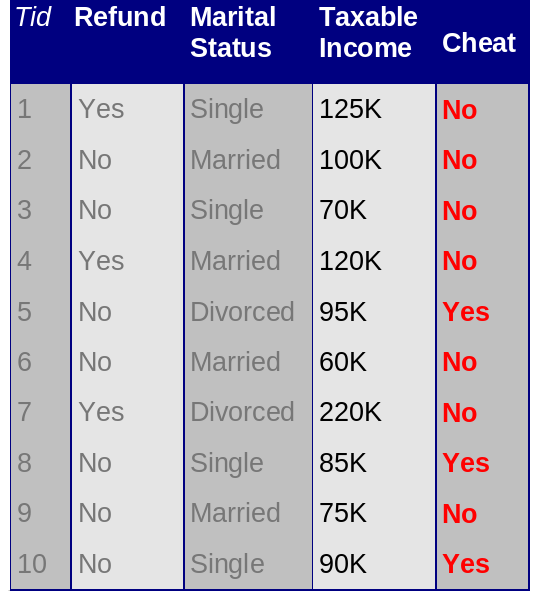 Tid Refund Marital Status Taxable Income Cheat
1 Yes Single 125K No
2 No Married 100K No
3 No Single 70K No
4 Yes Married 120K No
5 No Divorced 95K Yes
6 No Married 60K No
7 Yes Divorced 220K No
8 No Single 85K Yes
9 No Married 75K No
10 No Single 90K Yes